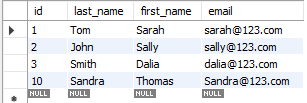 id last_name first_name email
1 Tom Sarah sarah@123.com
2 John Sally sally@123.com
3 Smith Dalia dalia@123.com
10 Sandra Thomas Sandra@123.com
NULL NULL NULL NULL